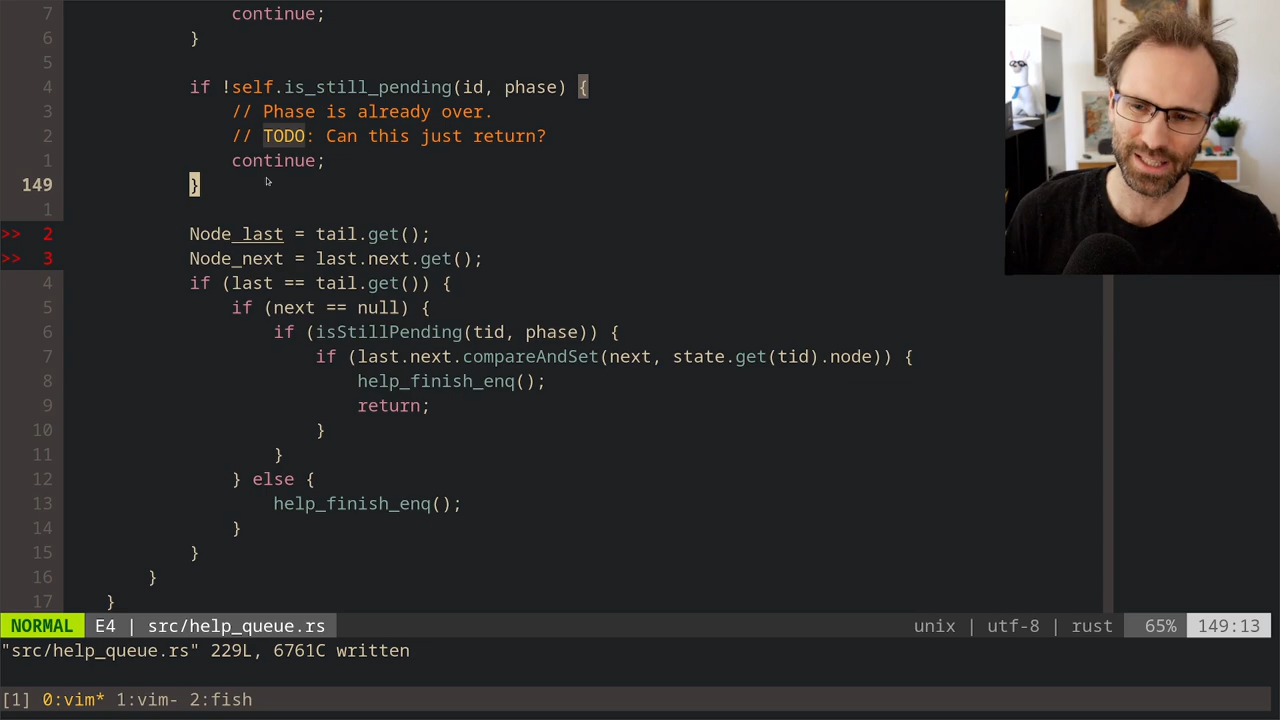 7 continue;
6 }
5
4 if !self.is_still_pending(id, phase) {
3 // Phase is already over.
2 // TODO: Can this just return?
1 continue;
149 }
1
>> 2 Node_last = tail.get();
>> 3 Node_next = last.next.get();
4 if (last == tail.get()) {
5 if (next == null) {
6 if (isStillPending(tid, phase)) {
7 if (last.next.compareAndSet(next, state.get(tid).node)) {
8 help_finish_enq();
9 return;
10 }
11 }
12 } else {
13 help_finish_enq();
14 }
15 }
16 }
17 }
NORMAL E4 | src/help_queue.rs unix | utf-8 | rust 65% 149:13
"src/help_queue.rs" 229L, 6761C written
[1] 0:vim* 1:vim- 2:fish